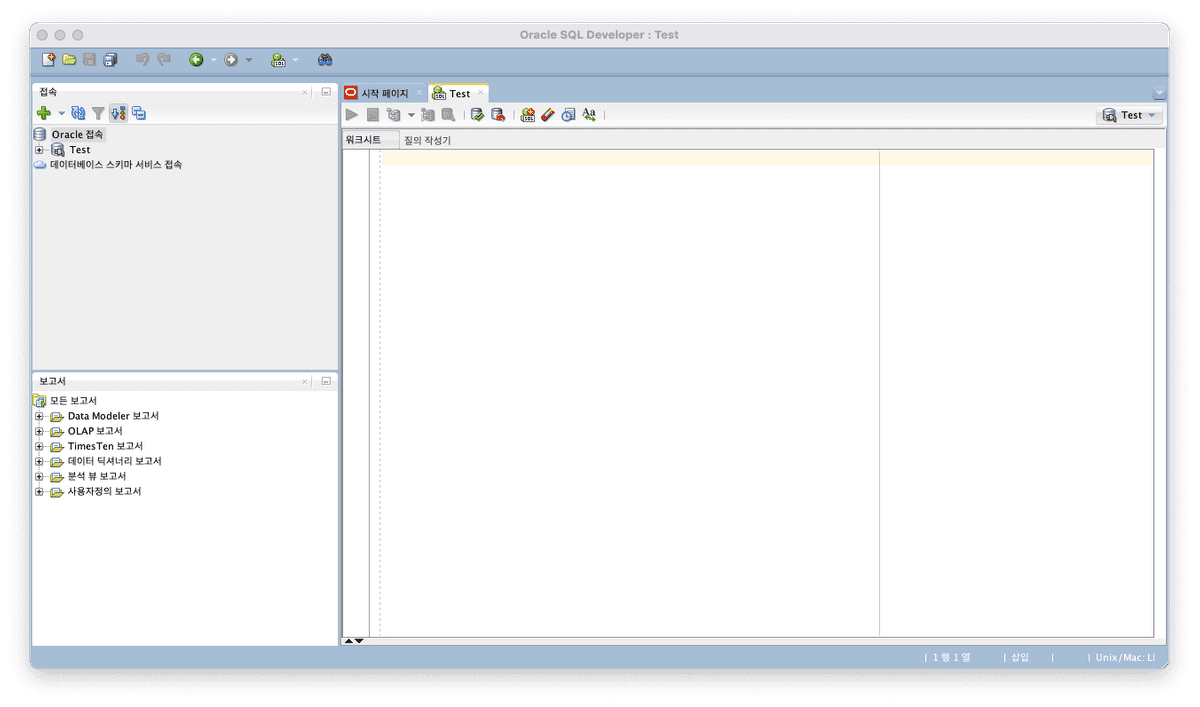 Oracle SQL Developer : Test
접속
Oracle 접속
Test
데이터베이스 스키마 서비스 접속
보고서
모든 보고서
Data Modeler 보고서
OLAP 보고서
TimesTen 보고서
데이터 딕셔너리 보고서
분석 뷰 보고서
사용자정의 보고서
시작 페이지
Test
Test
워크시트
질의 작성기
| 1 행 1 열 | 삽입 | | Unix/Mac: LI